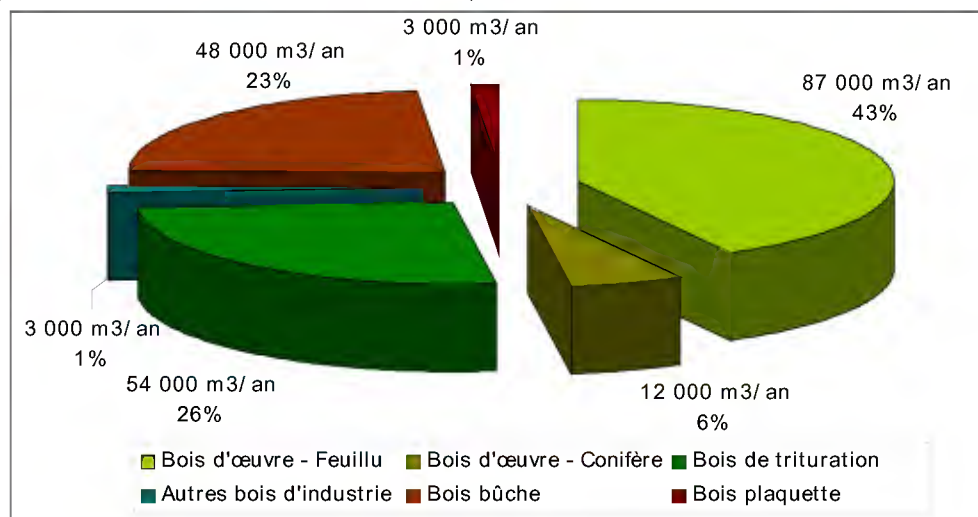 3 000 m3/ an
1%
48 000 m3/ an
23%
87 000 m3/ an
43%
3 000 m3/ an
1%
54 000 m3/ an
26%
12 000 m3/ an
6%
Bois d'œuvre - Feuillu
Bois d'œuvre - Conifère
Bois de trituration
Autres bois d'industrie
Bois bûche
Bois plaquette